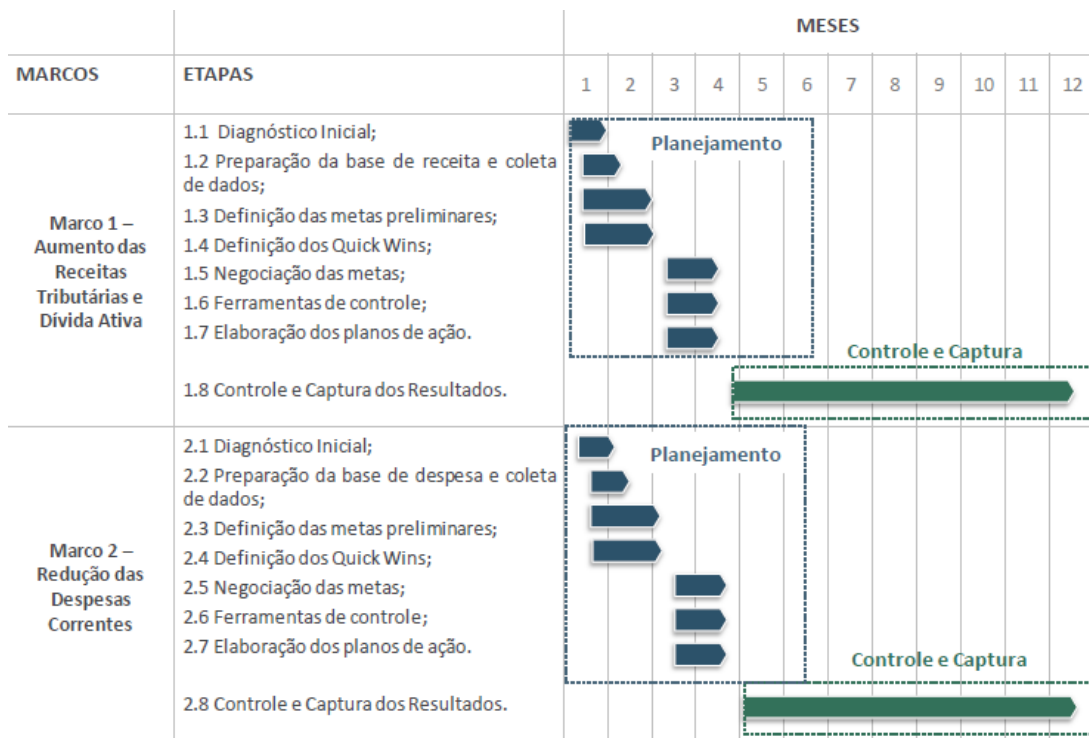 MESES
MARCOS
ETAPAS
1 2 3 4 5 6 7 8 9 10 11 12
Marco 1 –
Aumento das
Receitas
Tributárias e
Dívida Ativa
1.1 Diagnóstico Inicial;
1.2 Preparação da base de receita e coleta
de dados;
1.3 Definição das metas preliminares;
1.4 Definição dos Quick Wins;
1.5 Negociação das metas;
1.6 Ferramentas de controle;
1.7 Elaboração dos planos de ação.
1.8 Controle e Captura dos Resultados.
Planejamento
Controle e Captura
Marco 2 –
Redução das
Despesas
Correntes
2.1 Diagnóstico Inicial;
2.2 Preparação da base de despesa e coleta
de dados;
2.3 Definição das metas preliminares;
2.4 Definição dos Quick Wins;
2.5 Negociação das metas;
2.6 Ferramentas de controle;
2.7 Elaboração dos planos de ação.
2.8 Controle e Captura dos Resultados.
Planejamento
Controle e Captura